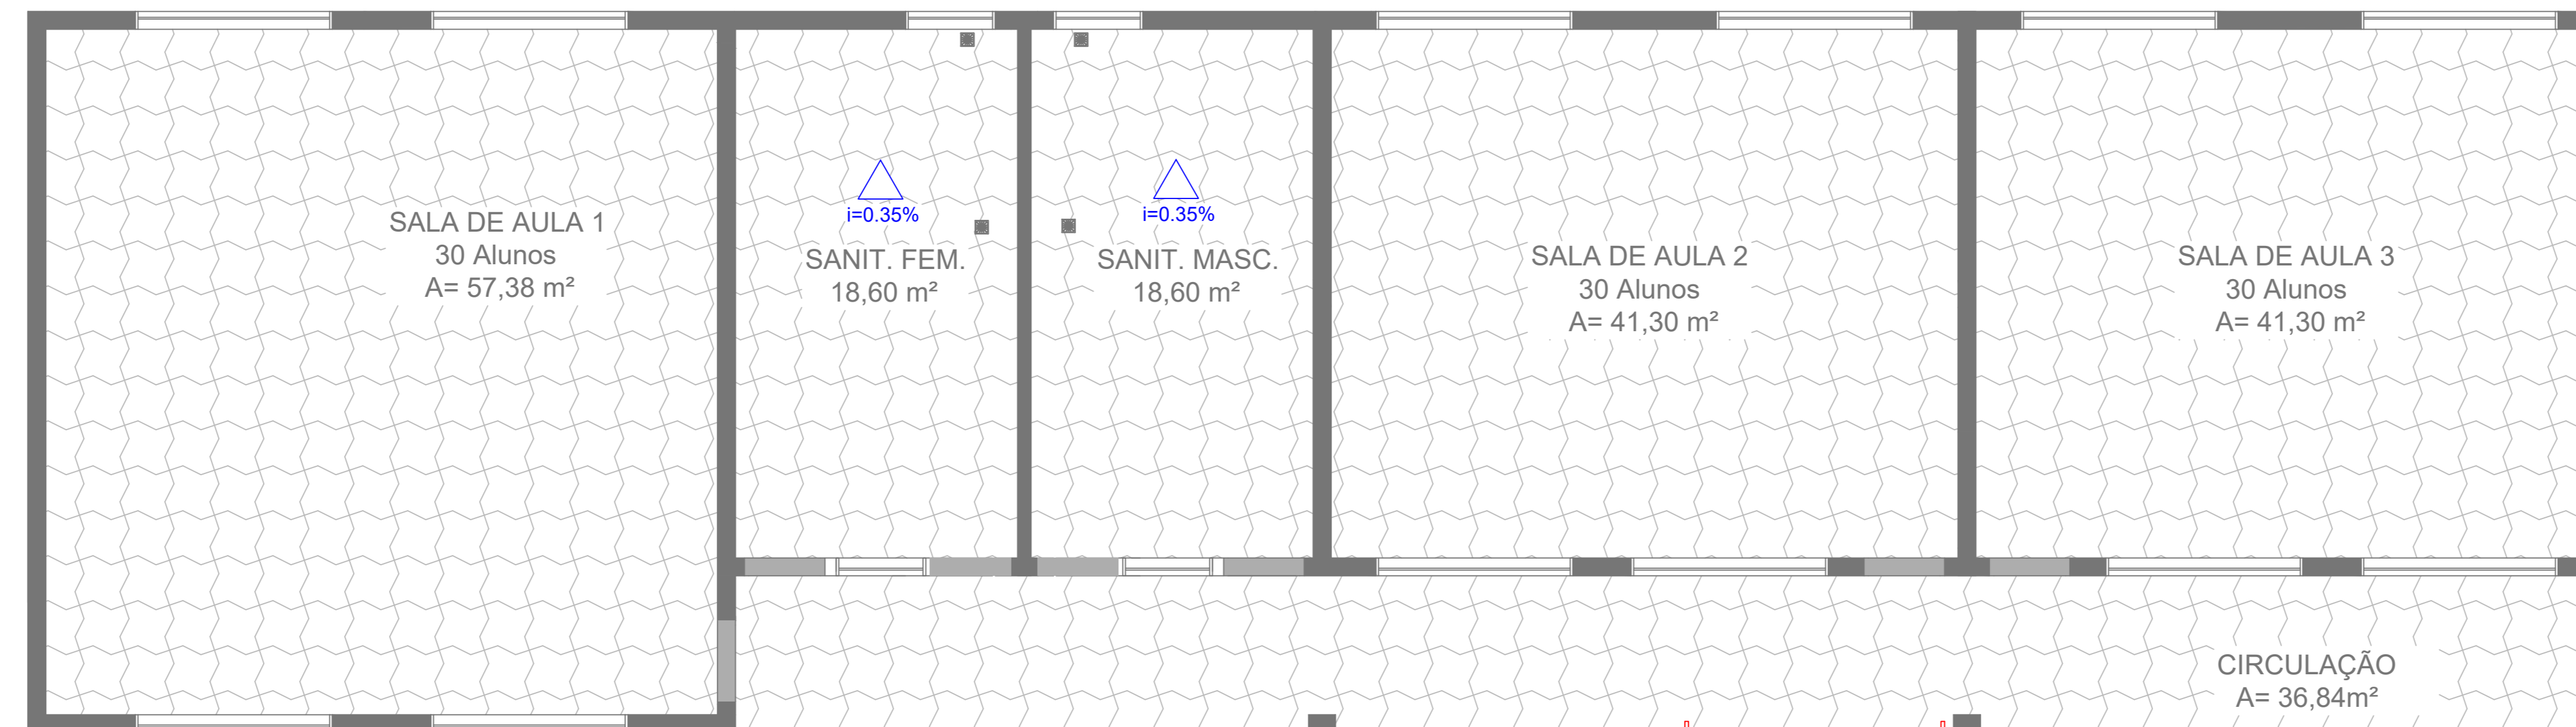 SALA DE AULA 1
30 Alunos
A= 57,38 m²
i=0.35%
SANIT. FEM.
18,60 m²
i=0.35%
SANIT. MASC.
18,60 m²
SALA DE AULA 2
30 Alunos
A= 41,30 m²
SALA DE AULA 3
30 Alunos
A= 41,30 m²
CIRCULAÇÃO
A= 36,84m²